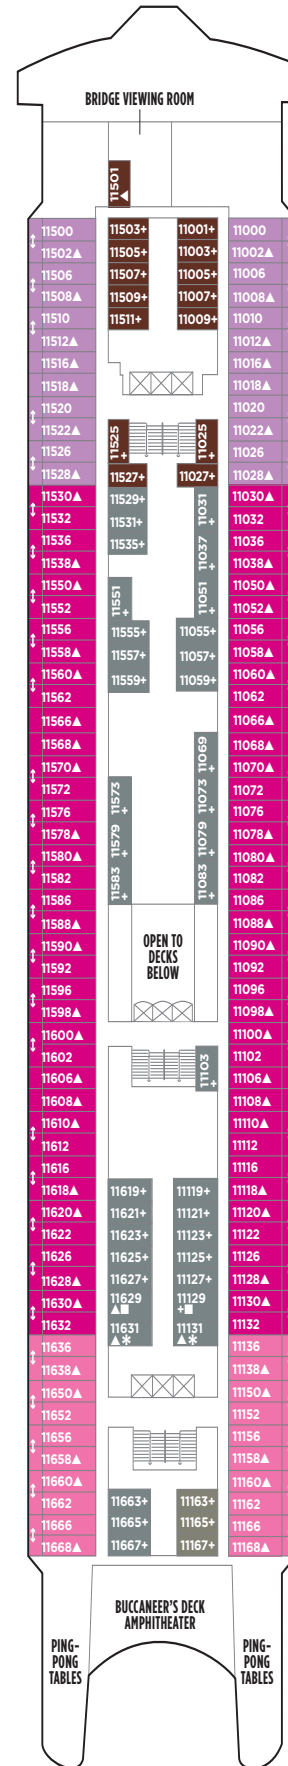 BRIDGE VIEWING ROOM
11501
▲
11500 11503+ 11001+ 11000
11502▲ 11505+ 11003+ 11002▲
11506 11507+ 11005+ 11006
11508▲ 11509+ 11007+ 11008▲
11510 11511+ 11009+ 11010
11512▲ 11012▲
11516▲ 11016▲
11518▲ 11018▲
11520 11020
11522▲ 11525+ 11025+ 11022▲
11526 11026
11528▲ 11527+ 11027+ 11028▲
11530▲ 11529+ 11031 11030▲
11532 11531+ 11032
11536 11535+ 11037 11036
11538▲ 11038▲
11550▲ 11551+ 11051+ 11050▲
11552 11052▲
11556 11555+ 11055+ 11056
11558▲ 11557+ 11057+ 11058▲
11560▲ 11559+ 11059+ 11060▲
11562 11062
11566▲ 11066▲
11568▲ 11069+ 11068▲
11570▲ 11070▲
11572 11573+ 11073+ 11072
11576 11076
11578▲ 11579+ 11079+ 11078▲
11580▲ 11080▲
11582 11583+ 11083+ 11082
11586 11086
11588▲ 11088▲
11590▲ OPEN TO 11090▲
11592 DECKS 11092
11596 BELOW 11096
11598▲ 11098▲
11600▲ 11100▲
11602 11103+ 11102
11606▲ 11106▲
11608▲ 11108▲
11610▲ 11110▲
11612 11112
11616 11116
11618▲ 11619+ 11119+ 11118▲
11620▲ 11621+ 11121+ 11120▲
11622 11623+ 11123+ 11122
11626 11625+ 11125+ 11126
11628▲ 11627+ 11127+ 11128▲
11630▲ 11629▲■ 11129+■ 11130▲
11632 11631▲* 11131▲* 11132
11636 11136
11638▲ 11138▲
11650▲ 11150▲
11652 11152
11656 11156
11658▲ 11158▲
11660▲ 11160▲
11662 11663+ 11163+ 11162
11666 11665+ 11165+ 11166
11668▲ 11667+ 11167+ 11168▲
BUCCANEER'S DECK
AMPHITHEATER
PING-
PONG
TABLES
PING-
PONG
TABLES